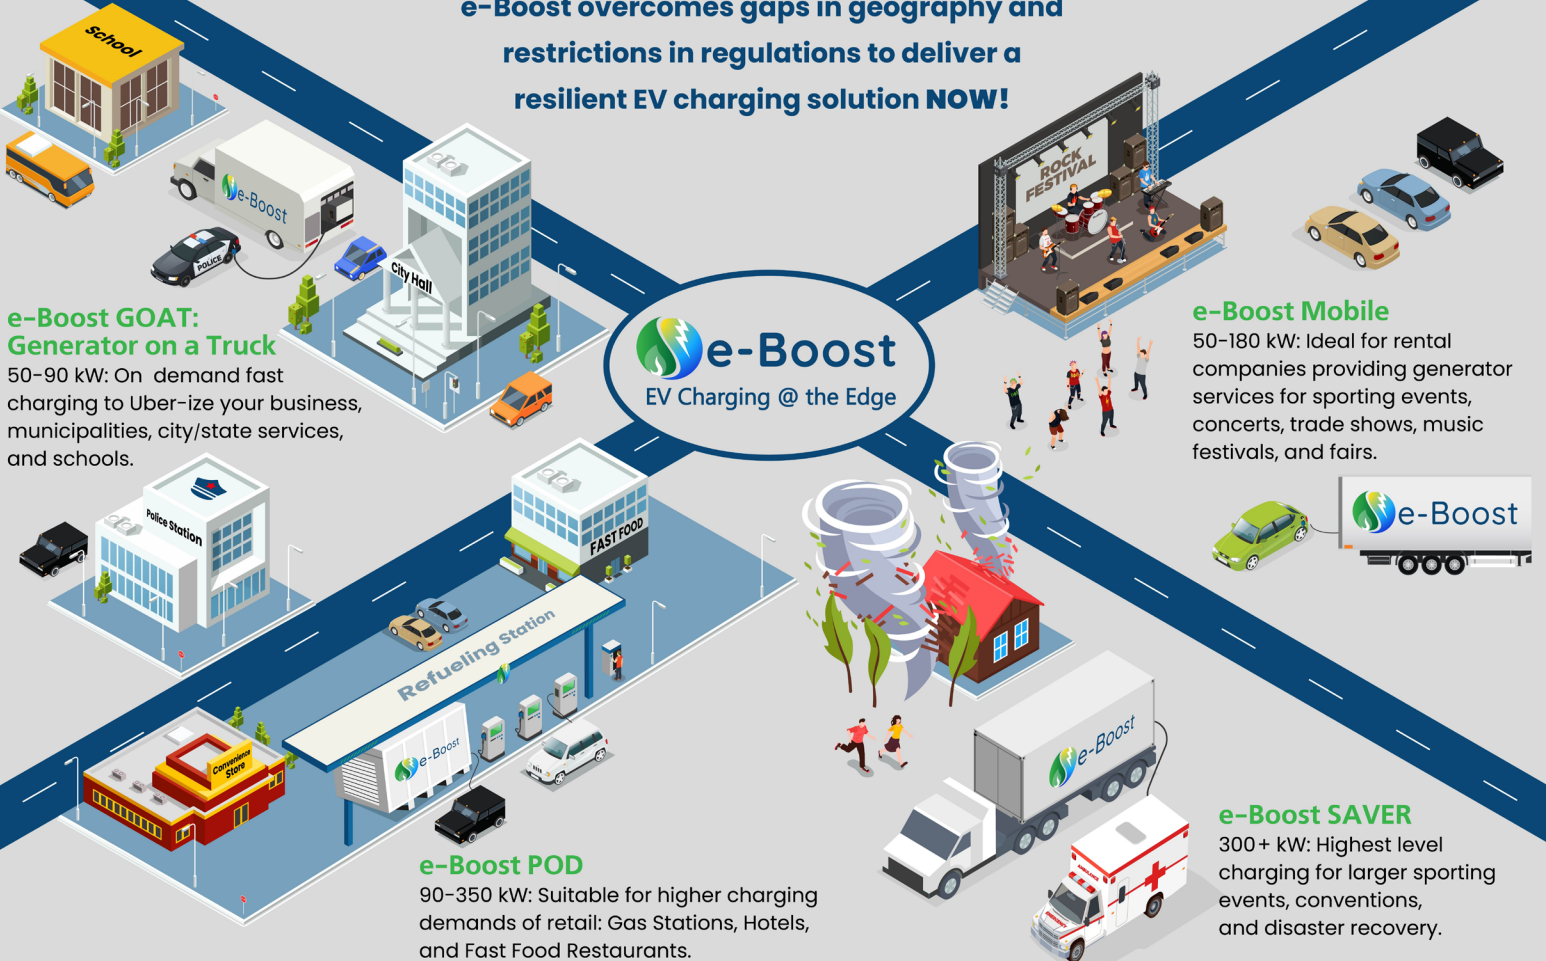 e-Boost overcomes gaps in geography and
restrictions in regulations to deliver a
resilient EV charging solution NOW!
School
e-Boost
POLICE
City Hall
ROCK
FESTIVAL
e-Boost GOAT:
Generator on a Truck
50-90 kW: On demand fast
charging to Uber-ize your business,
municipalities, city/state services,
and schools.
e-Boost
EV Charging @ the Edge
e-Boost Mobile
50-180 kW: Ideal for rental
companies providing generator
services for sporting events,
concerts, trade shows, music
festivals, and fairs.
e-Boost
Police Station
FAST FOOD
Refueling Station
Convenience
Store
e-Boost
e-Boost POD
90-350 kW: Suitable for higher charging
demands of retail: Gas Stations, Hotels,
and Fast Food Restaurants.
e-Boost
AMBULANCE
EMERGENCY
e-Boost SAVER
300+ kW: Highest level
charging for larger sporting
events, conventions,
and disaster recovery.